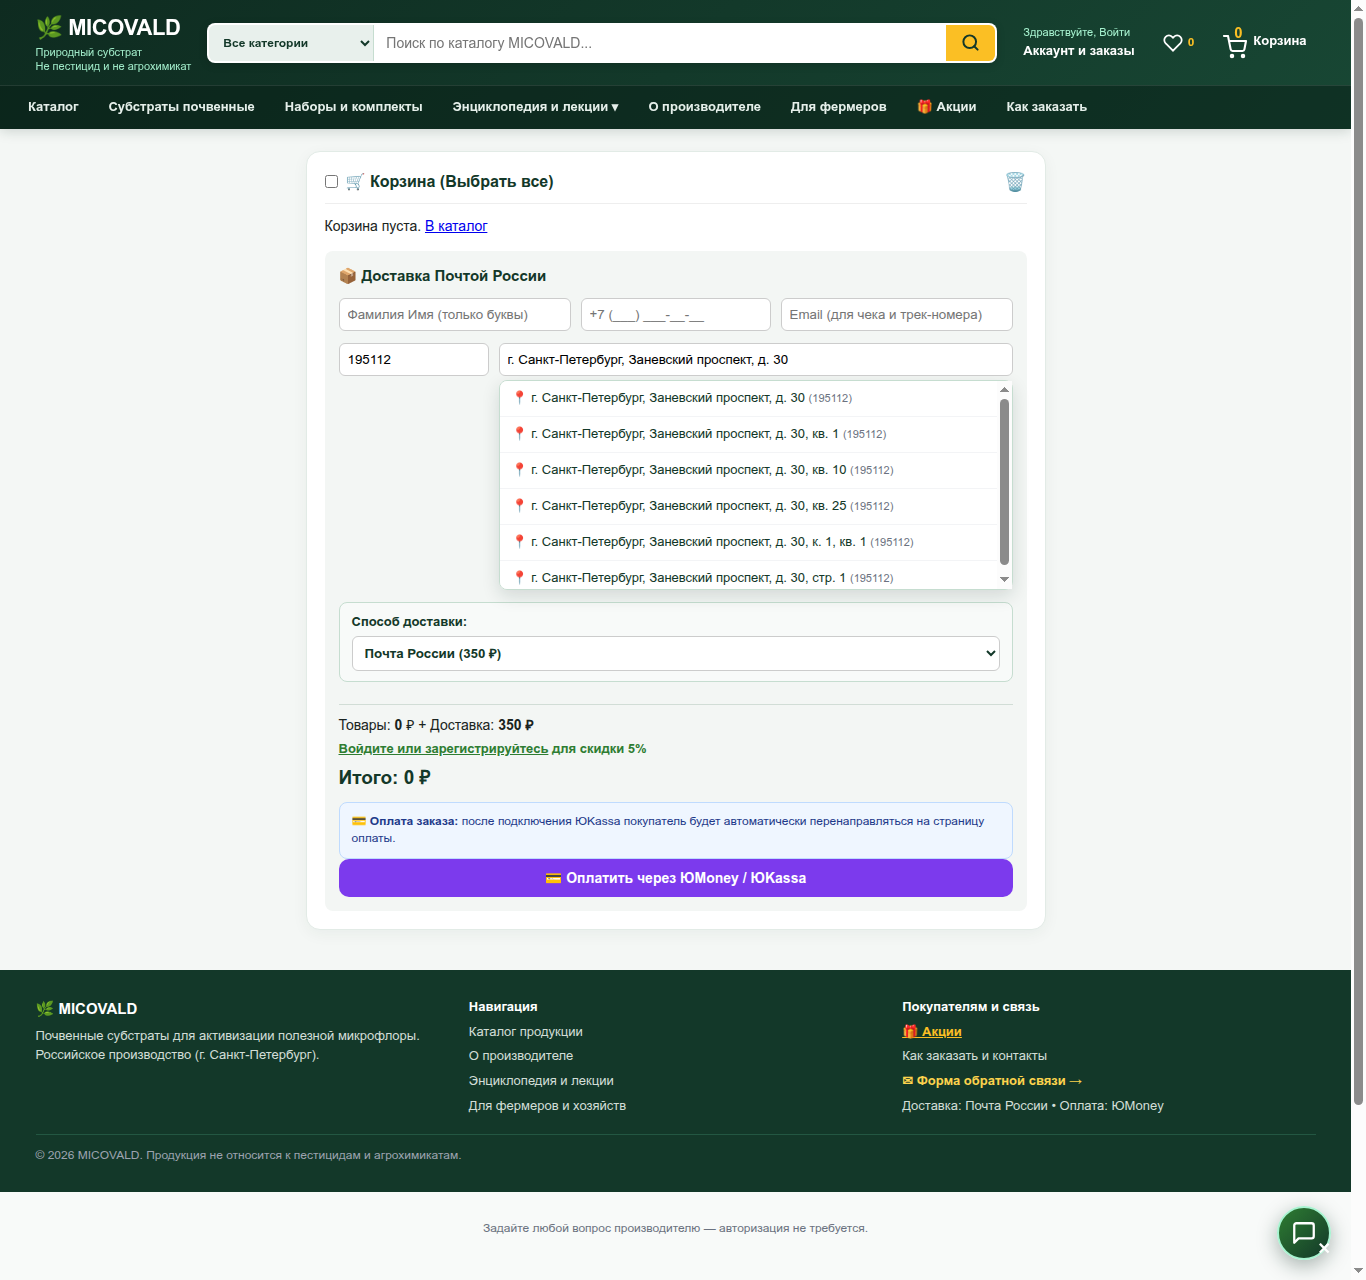 🌿 MICOVALD
Природный субстрат
Не пестицид и не агрохимикат
Все категории
Поиск по каталогу MICOVALD...
Здравствуйте, Войти
Аккаунт и заказы
0
0
Корзина
Каталог
Субстраты почвенные
Наборы и комплекты
Энциклопедия и лекции ▾
О производителе
Для фермеров
🎁 Акции
Как заказать
🛒 Корзина (Выбрать все)
Корзина пуста. В каталог
📦 Доставка Почтой России
Фамилия Имя (только буквы)
+7 (___) ___-__-__
Email (для чека и трек-номера)
195112
г. Санкт-Петербург, Заневский проспект, д. 30
📍 г. Санкт-Петербург, Заневский проспект, д. 30 (195112)
📍 г. Санкт-Петербург, Заневский проспект, д. 30, кв. 1 (195112)
📍 г. Санкт-Петербург, Заневский проспект, д. 30, кв. 10 (195112)
📍 г. Санкт-Петербург, Заневский проспект, д. 30, кв. 25 (195112)
📍 г. Санкт-Петербург, Заневский проспект, д. 30, к. 1, кв. 1 (195112)
📍 г. Санкт-Петербург, Заневский проспект, д. 30, стр. 1 (195112)
Способ доставки:
Почта России (350 ₽)
Товары: 0 ₽ + Доставка: 350 ₽
Войдите или зарегистрируйтесь для скидки 5%
Итого: 0 ₽
💳 Оплата заказа: после подключения ЮKassa покупатель будет автоматически перенаправляться на страницу
оплаты.
💳 Оплатить через ЮMoney / ЮKassa
🌿 MICOVALD
Почвенные субстраты для активизации полезной микрофлоры.
Российское производство (г. Санкт-Петербург).
Навигация
Каталог продукции
О производителе
Энциклопедия и лекции
Для фермеров и хозяйств
Покупателям и связь
🎁 Акции
Как заказать и контакты
✉ Форма обратной связи →
Доставка: Почта России • Оплата: ЮMoney
© 2026 MICOVALD. Продукция не относится к пестицидам и агрохимикатам.
Задайте любой вопрос производителю — авторизация не требуется.